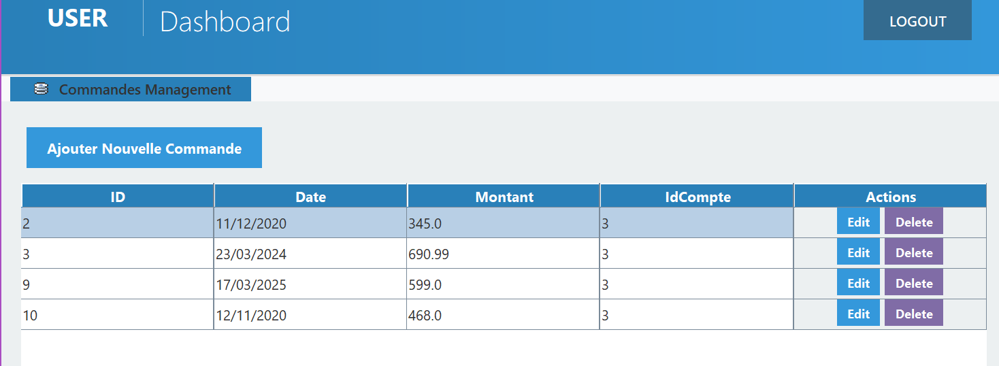 USER Dashboard LOGOUT
Commandes Management
Ajouter Nouvelle Commande
ID Date Montant IdCompte Actions
2 11/12/2020 345.0 3 Edit Delete
3 23/03/2024 690.99 3 Edit Delete
9 17/03/2025 599.0 3 Edit Delete
10 12/11/2020 468.0 3 Edit Delete